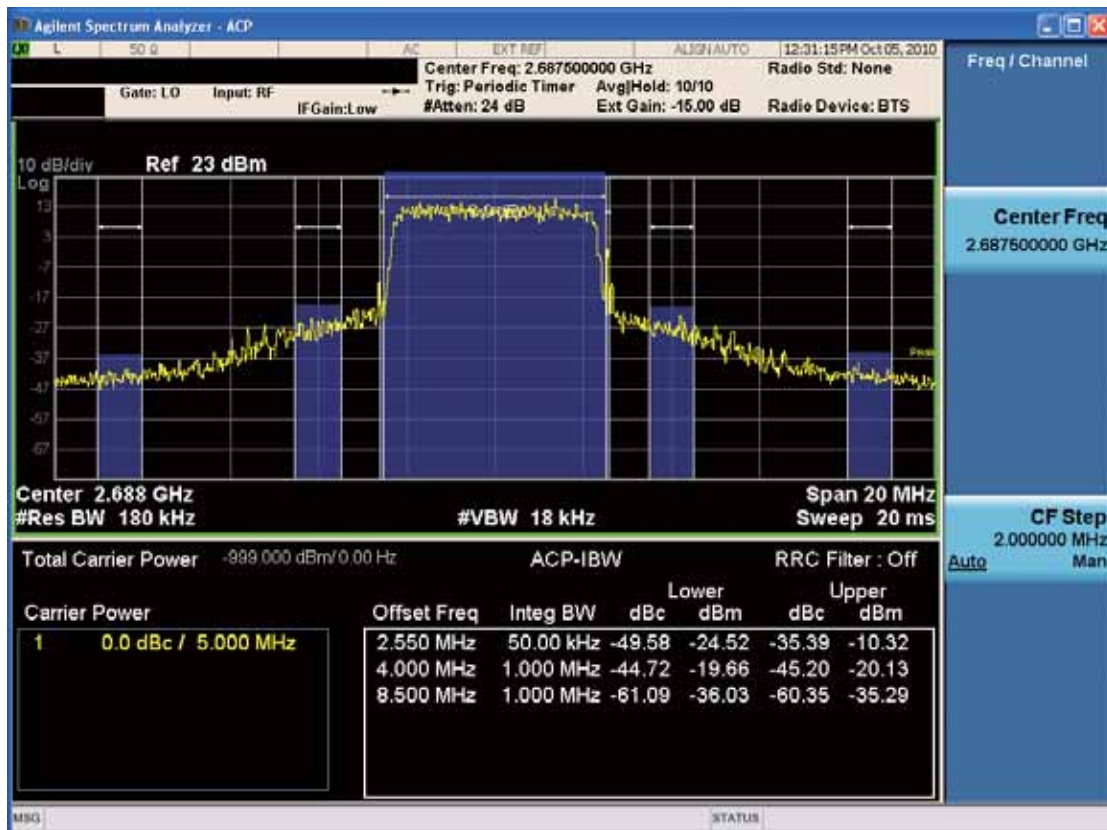 Agilent Spectrum Analyzer - ACP
L 50 Ω AC EXT REF ALIGN AUTO 12:31:15 PM Oct 05, 2010
Center Freq: 2.687500000 GHz Radio Std: None
Gate: LO Input: RF Trig: Periodic Timer Avg|Hold: 10/10
IFGain:Low #Atten: 24 dB Ext Gain: -15.00 dB Radio Device: BTS
10 dB/div Ref 23 dBm
Log
13
3
-7
-17
-27
-37
-47
-57
-67
Peak
Center 2.688 GHz Span 20 MHz
#Res BW 180 kHz #VBW 18 kHz Sweep 20 ms
Total Carrier Power -999.000 dBm/ 0.00 Hz ACP-IBW RRC Filter : Off
Lower Upper
Carrier Power Offset Freq Integ BW dBc dBm dBc dBm
1 0.0 dBc / 5.000 MHz 2.550 MHz 50.00 kHz -49.58 -24.52 -35.39 -10.32
4.000 MHz 1.000 MHz -44.72 -19.66 -45.20 -20.13
8.500 MHz 1.000 MHz -61.09 -36.03 -60.35 -35.29
MSG STATUS
Freq / Channel
Center Freq
2.687500000 GHz
CF Step
2.000000 MHz
Auto Man